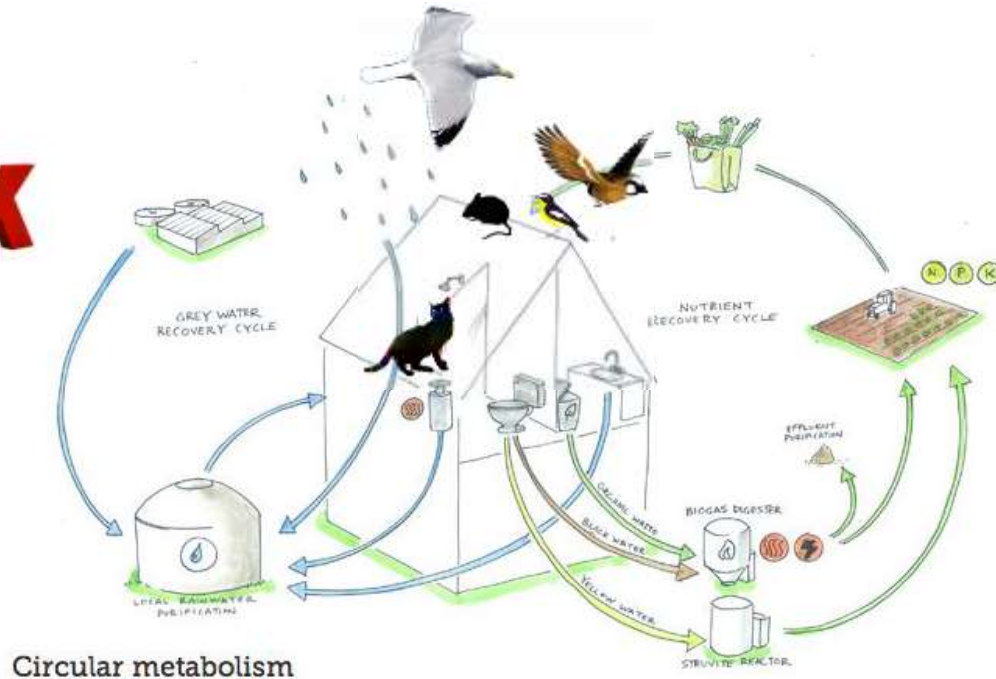 GREY WATER
RECOVERY CYCLE
NUTRIENT
RECOVERY CYCLE
N P K
EFFLUENT
PURIFICATION
ORGANIC WASTE
BLACK WATER
YELLOW WATER
BIOGAS DIGESTER
STRUVITE REACTOR
LOCAL RAINWATER
PURIFICATION
Circular metabolism